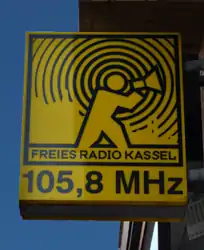 FREIES RADIO KASSEL
105,8 MHz